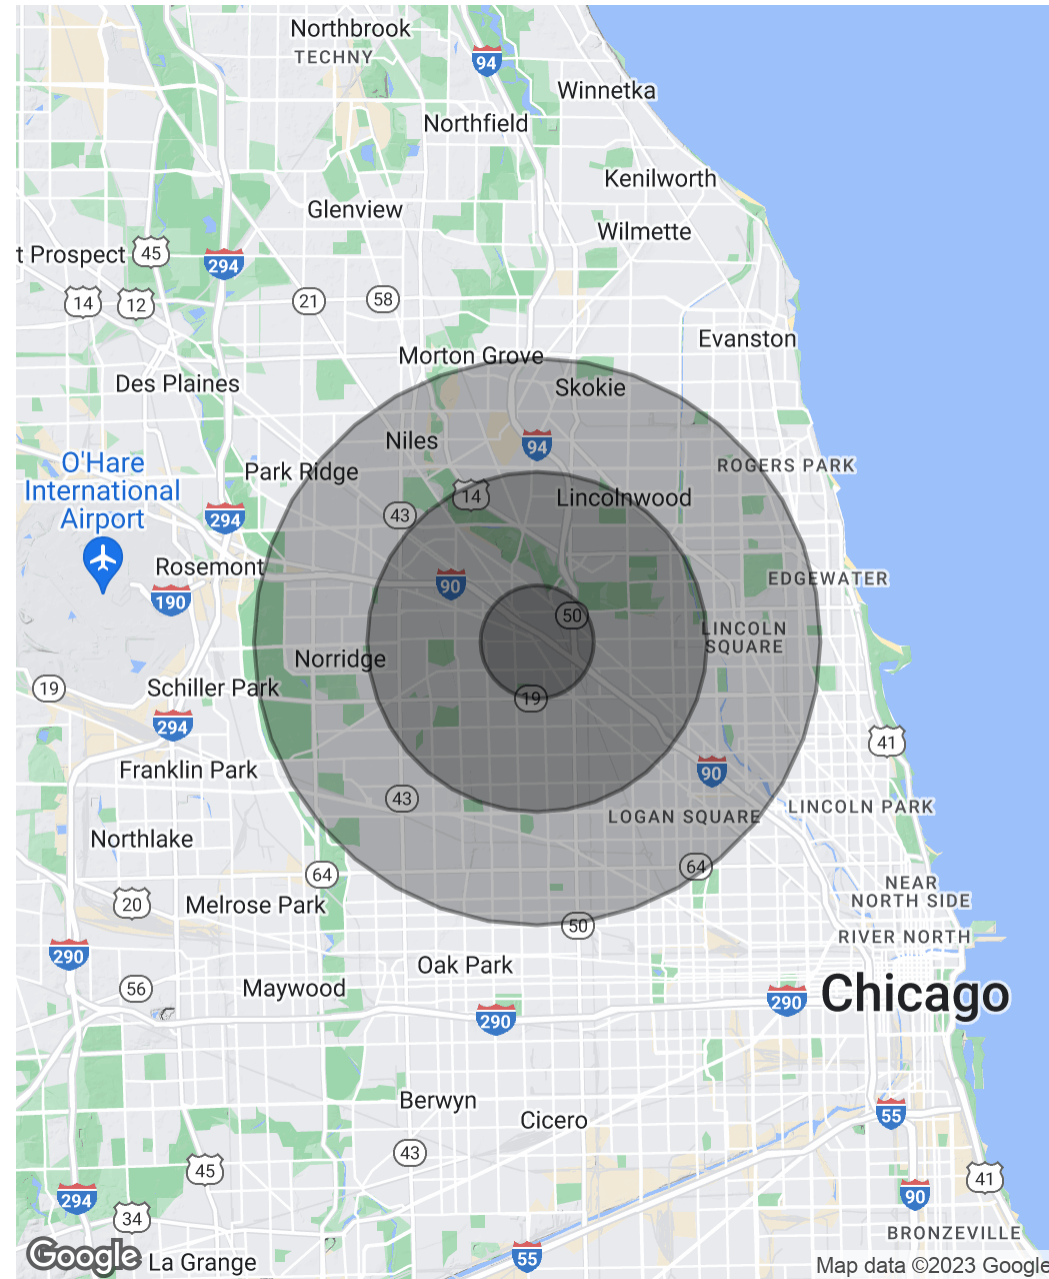 Northbrook
TECHNY
94
Winnetka
Northfield
Kenilworth
Glenview
Wilmette
t Prospect
45
294
14
12
21
58
Evanston
Morton Grove
Des Plaines
Skokie
Niles
94
O'Hare
International
Airport
Park Ridge
ROGERS PARK
14
Lincolnwood
43
294
Rosemont
90
EDGEWATER
190
50
LINCOLN
SQUARE
Norridge
19
Schiller Park
19
294
41
Franklin Park
90
43
LINCOLN PARK
LOGAN SQUARE
Northlake
64
64
NEAR
NORTH SIDE
20
Melrose Park
50
RIVER NORTH
290
Oak Park
56
Maywood
290
290
Chicago
Berwyn
Cicero
55
43
45
41
294
90
34
BRONZEVILLE
Google
La Grange
55
Map data ©2023 Google